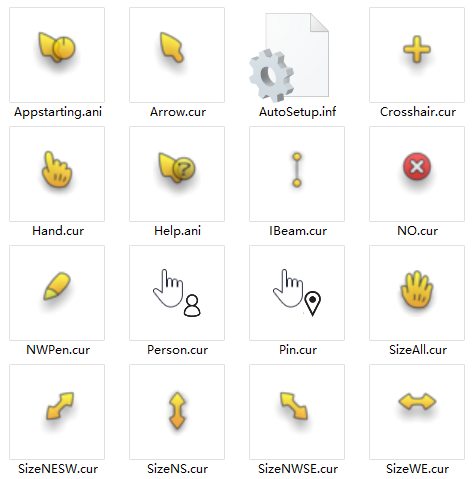 Appstarting.ani
Arrow.cur
AutoSetup.inf
Crosshair.cur
Hand.cur
Help.ani
IBeam.cur
NO.cur
NWPen.cur
Person.cur
Pin.cur
SizeAll.cur
SizeNESW.cur
SizeNS.cur
SizeNWSE.cur
SizeWE.cur